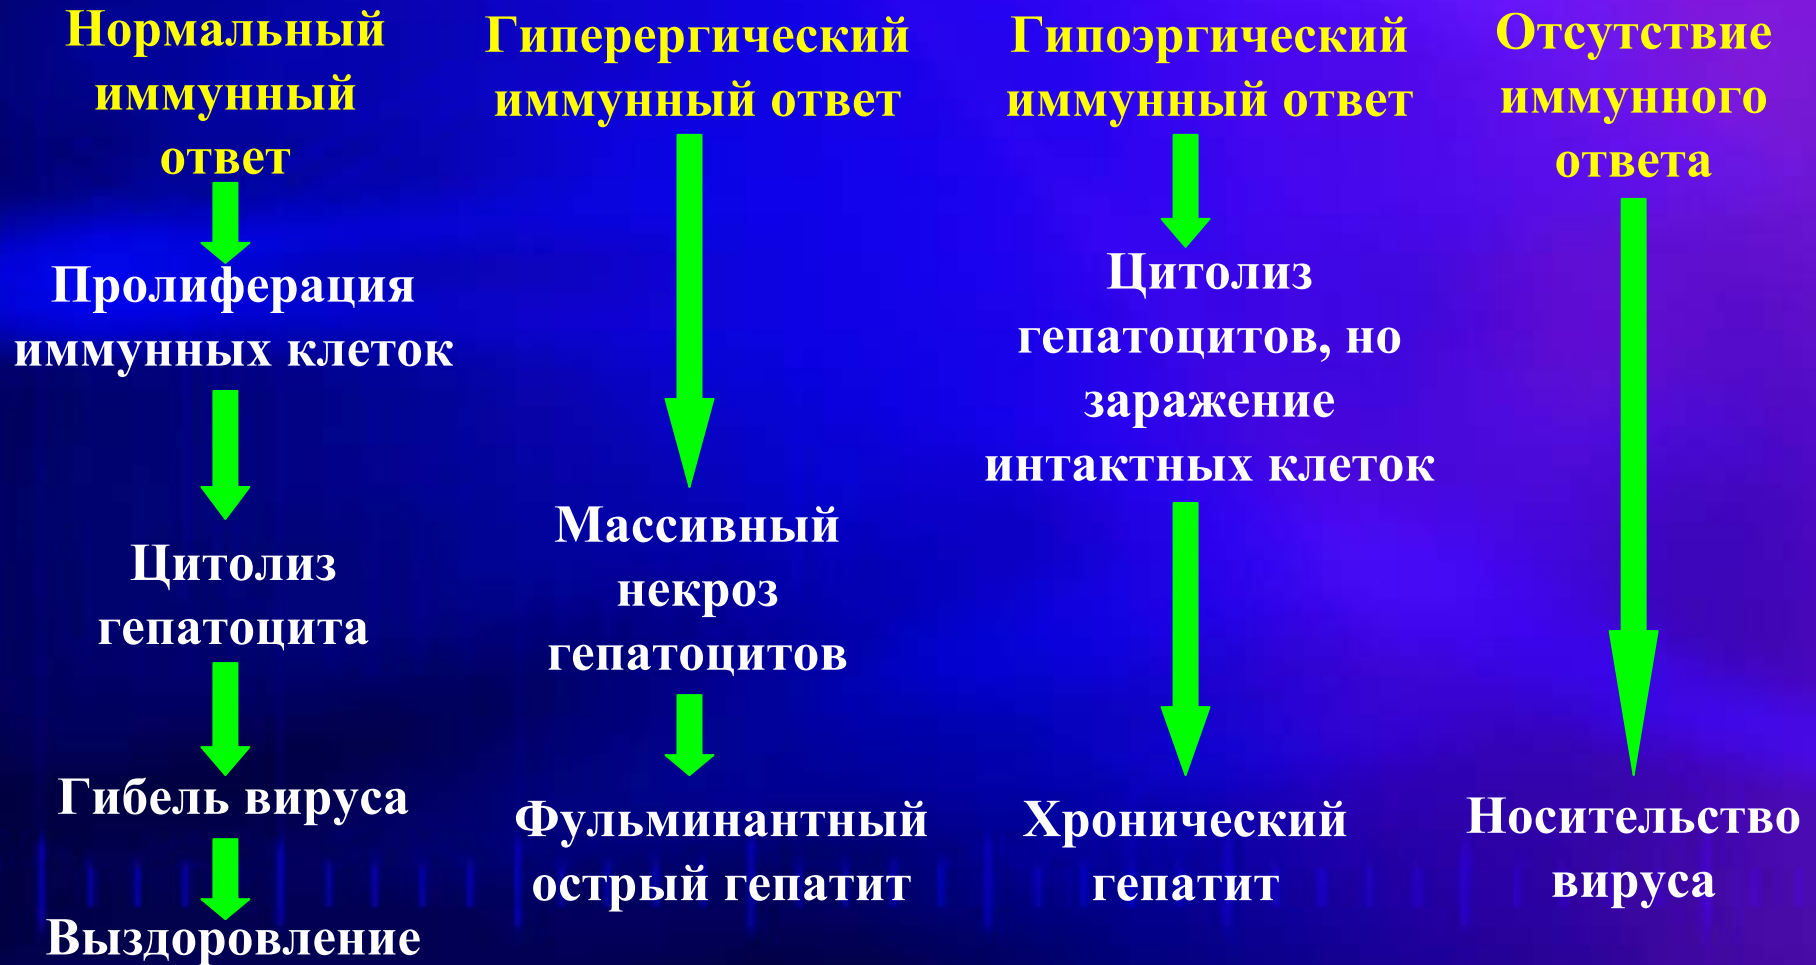 Нормальный
иммунный
ответ
Пролиферация
иммунных клеток
Цитолиз
гепатоцита
Гибель вируса
Выздоровление
Гиперергический
иммунный ответ
Массивный
некроз
гепатоцитов
Фульминантный
острый гепатит
Гипоэргический
иммунный ответ
Цитолиз
гепатоцитов, но
заражение
интактных клеток
Хронический
гепатит
Отсутствие
иммунного
ответа
Носительство
вируса